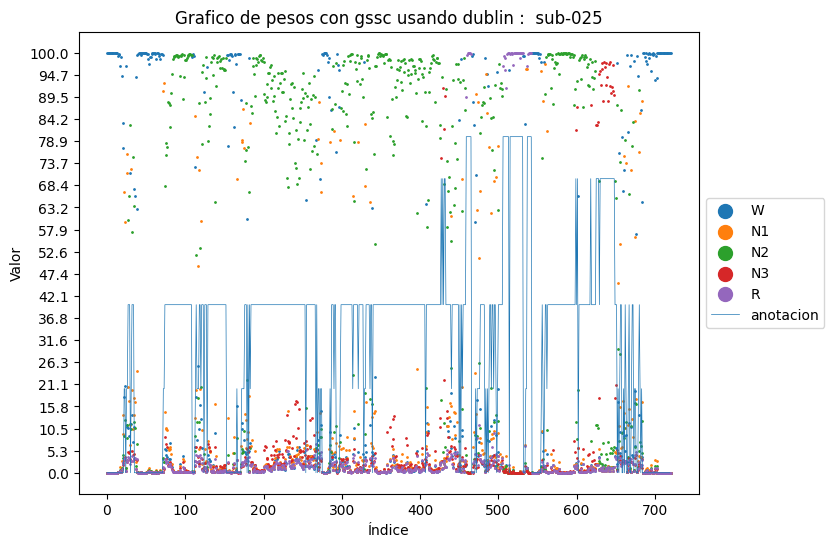 Grafico de pesos con gssc usando dublin :  sub-025
Valor
100.0
94.7
89.5
84.2
78.9
73.7
68.4
63.2
57.9
52.6
47.4
42.1
36.8
31.6
26.3
21.1
15.8
10.5
5.3
0.0
0 100 200 300 400 500 600 700
Índice
W
N1
N2
N3
R
anotacion